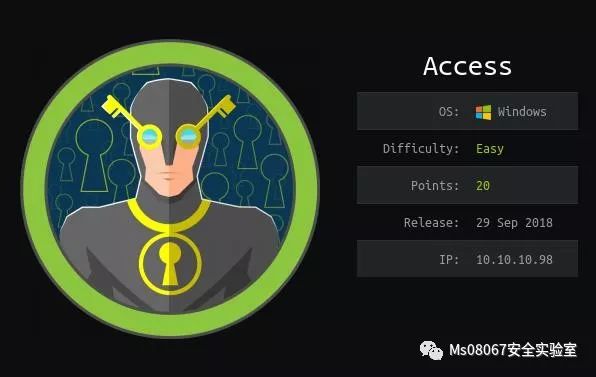 Access
OS: Windows
Difficulty: Easy
Points: 20
Release: 29 Sep 2018
IP: 10.10.10.98
Ms08067安全实验室